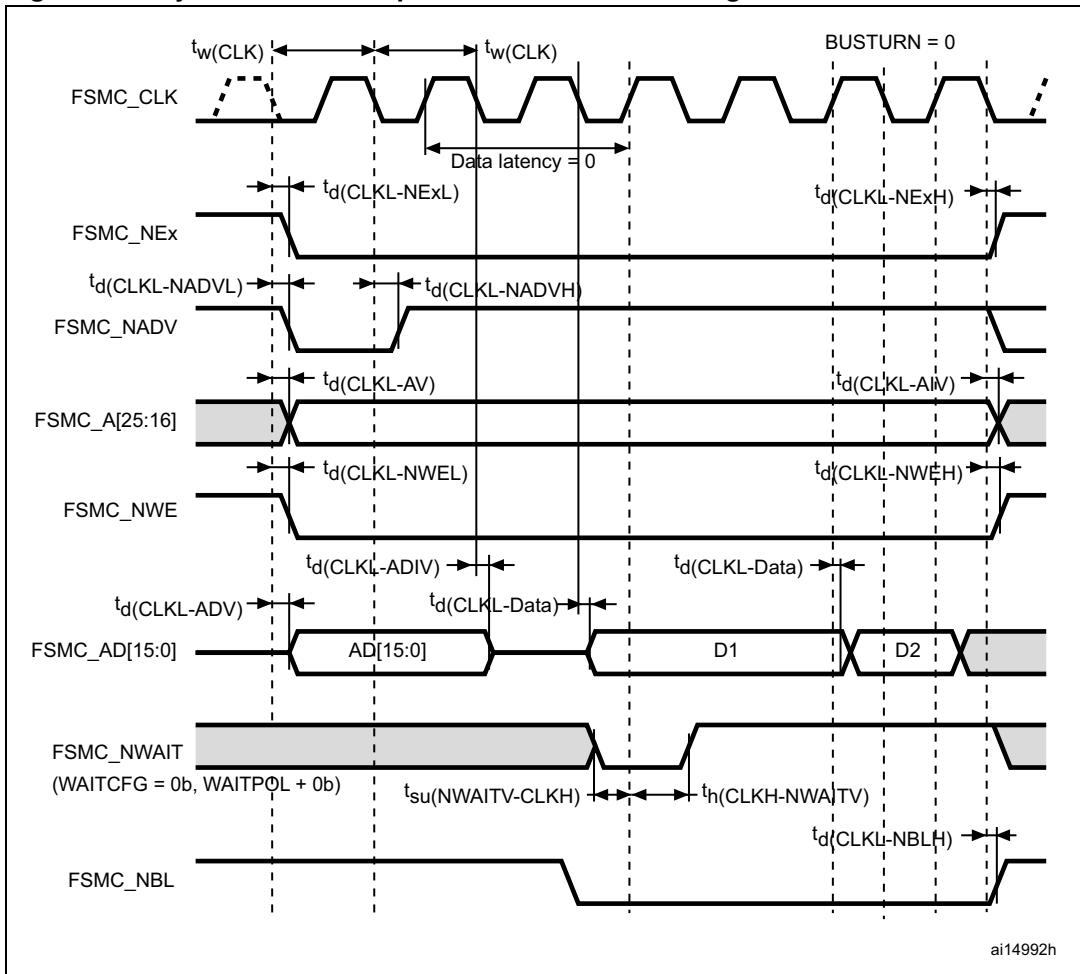 BUSTURN = 0
tw(CLK) tw(CLK)
FSMC_CLK
Data latency = 0
td(CLKL-NExL) td(CLKL-NExH)
FSMC_NEx
td(CLKL-NADVL) td(CLKL-NADVH)
FSMC_NADV
td(CLKL-AV) td(CLKL-AIV)
FSMC_A[25:16]
td(CLKL-NWEL) td(CLKL-NWEH)
FSMC_NWE
td(CLKL-ADIV) td(CLKL-Data)
td(CLKL-ADV) td(CLKL-Data)
FSMC_AD[15:0] AD[15:0] D1 D2
FSMC_NWAIT
(WAITCFG = 0b, WAITPOL + 0b)
tsu(NWAITV-CLKH) th(CLKH-NWAITV)
td(CLKL-NBLH)
FSMC_NBL
ai14992h